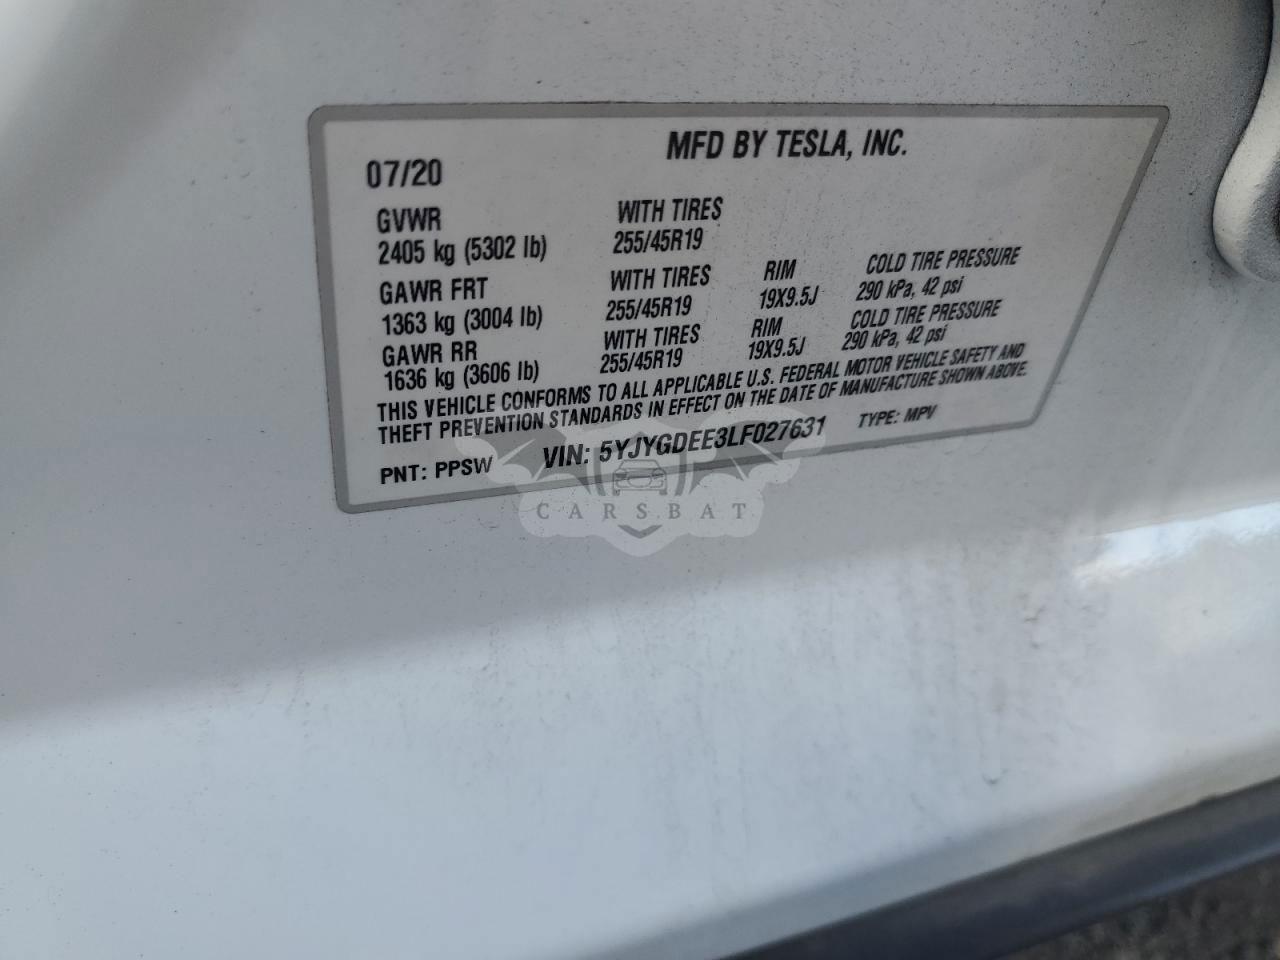 MFD BY TESLA, INC.
07/20
GVWR WITH TIRES
2405 kg (5302 lb) 255/45R19
GAWR FRT WITH TIRES RIM COLD TIRE PRESSURE
1363 kg (3004 lb) 255/45R19 19X9.5J 290 kPa, 42 psi
GAWR RR WITH TIRES RIM COLD TIRE PRESSURE
1636 kg (3606 lb) 255/45R19 19X9.5J 290 kPa, 42 psi
THIS VEHICLE CONFORMS TO ALL APPLICABLE U.S. FEDERAL MOTOR VEHICLE SAFETY AND
THEFT PREVENTION STANDARDS IN EFFECT ON THE DATE OF MANUFACTURE SHOWN ABOVE.
PNT: PPSW VIN: 5YJYGDEE3LF027631 TYPE: MPV
CARSBAT